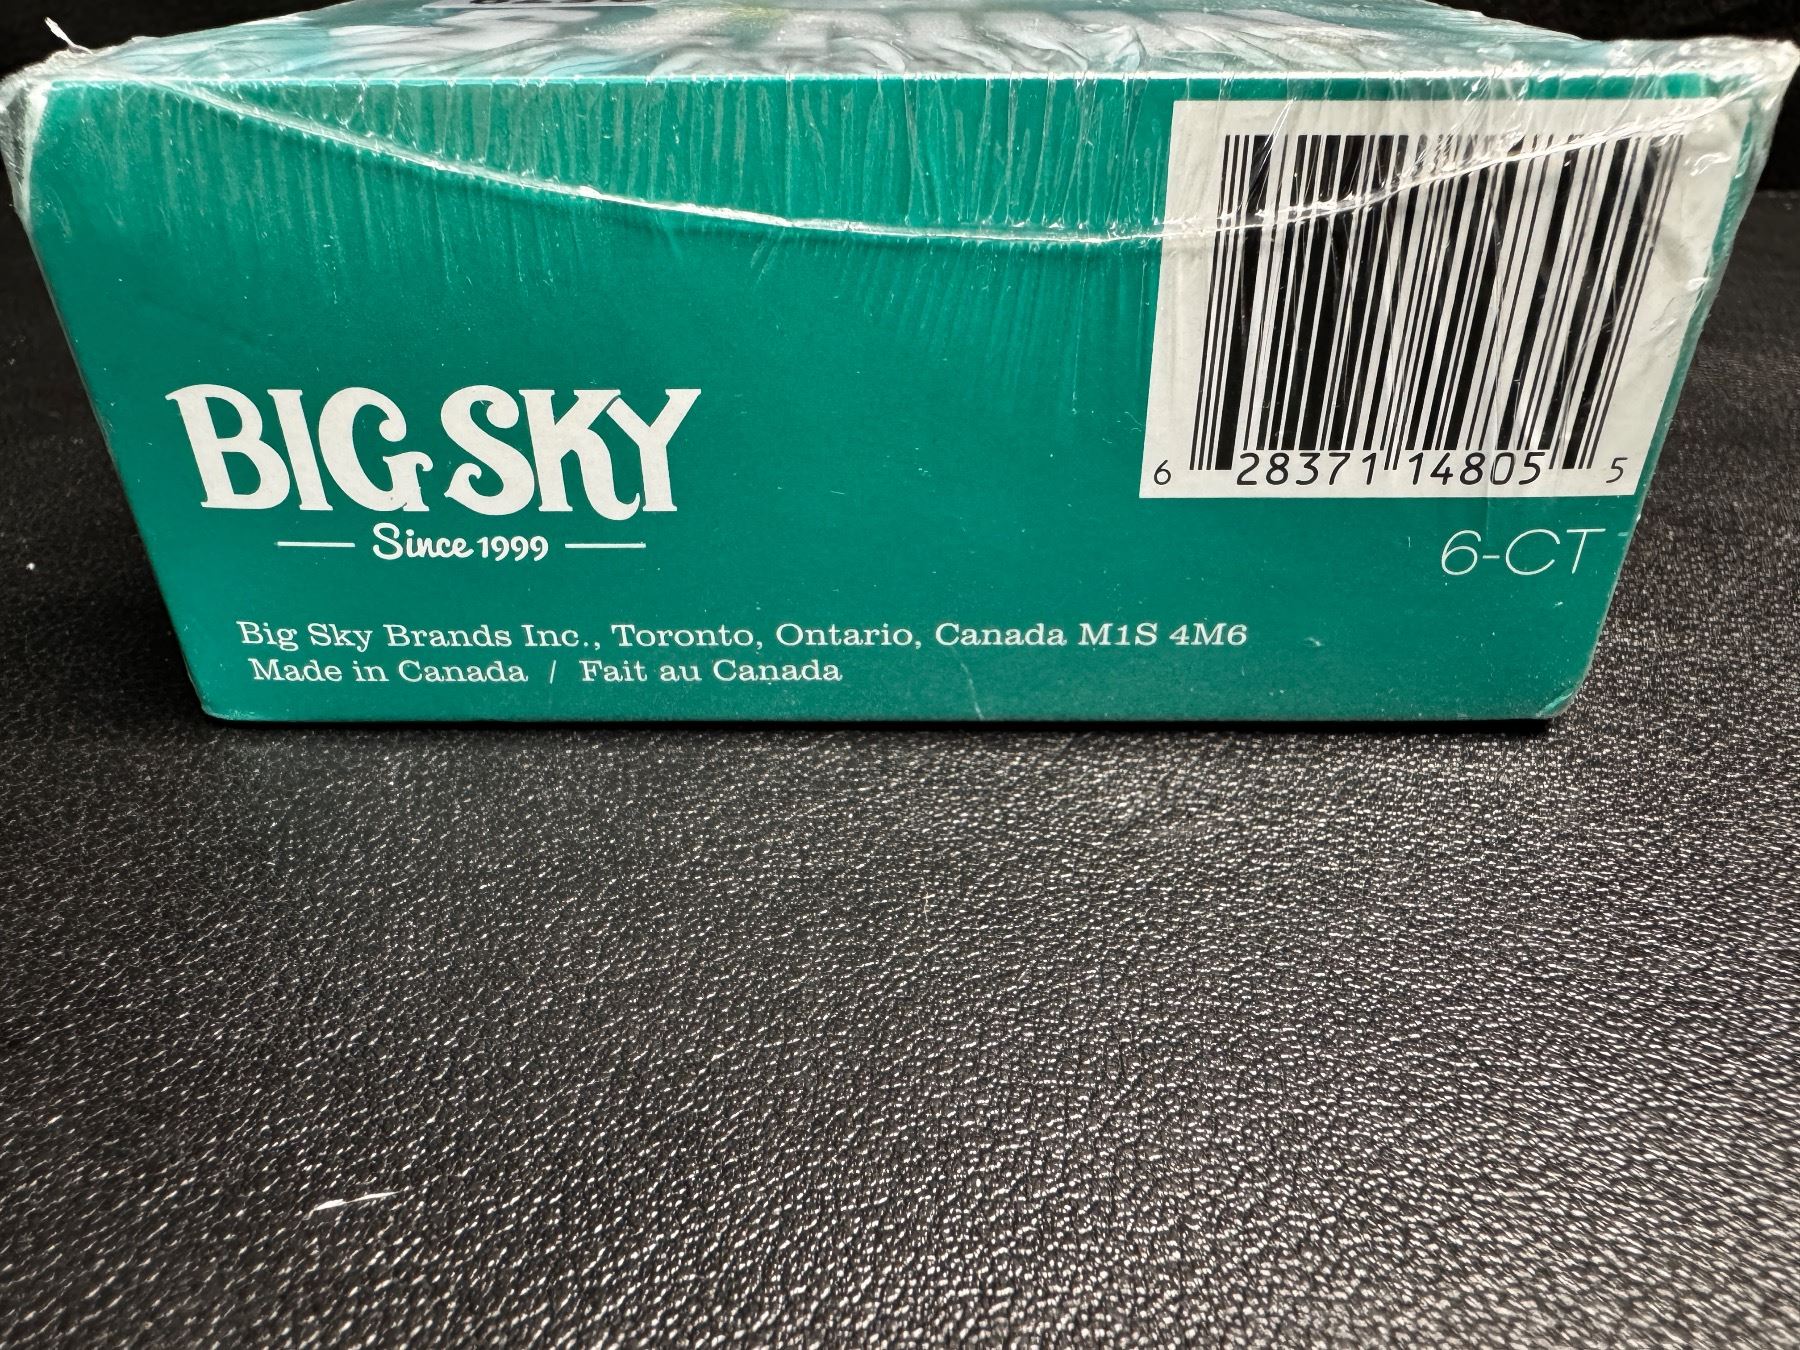 BIG SKY
Since 1999
6 28371 14805 5
6-CT
Big Sky Brands Inc., Toronto, Ontario, Canada M1S 4M6
Made in Canada / Fait au Canada